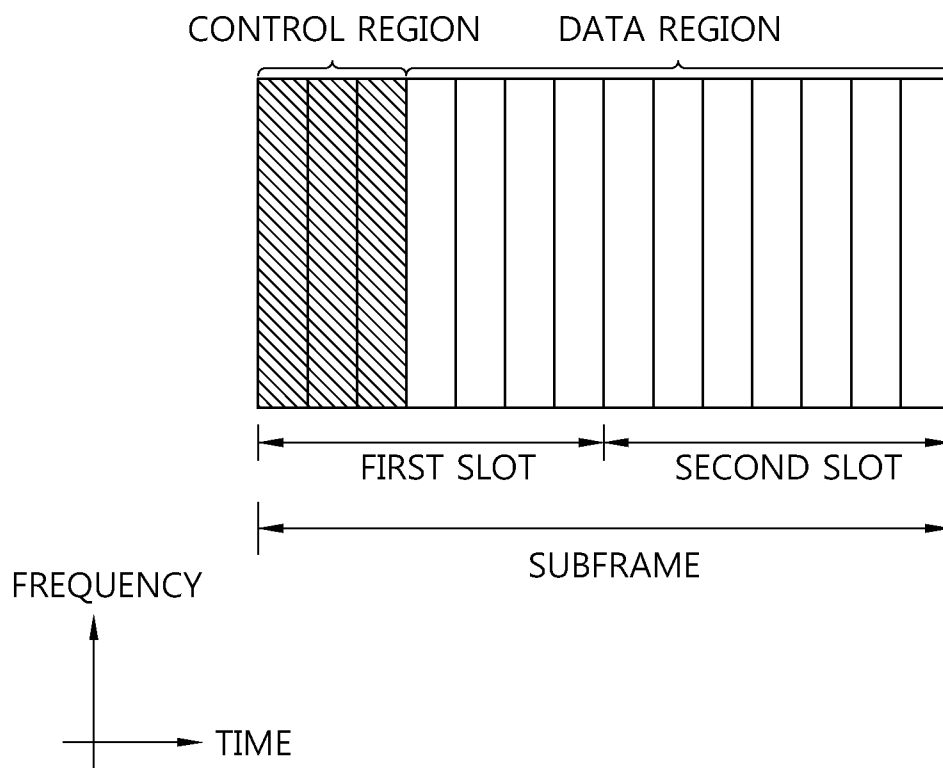 CONTROL REGION
DATA REGION
FIRST SLOT
SECOND SLOT
SUBFRAME
FREQUENCY
TIME